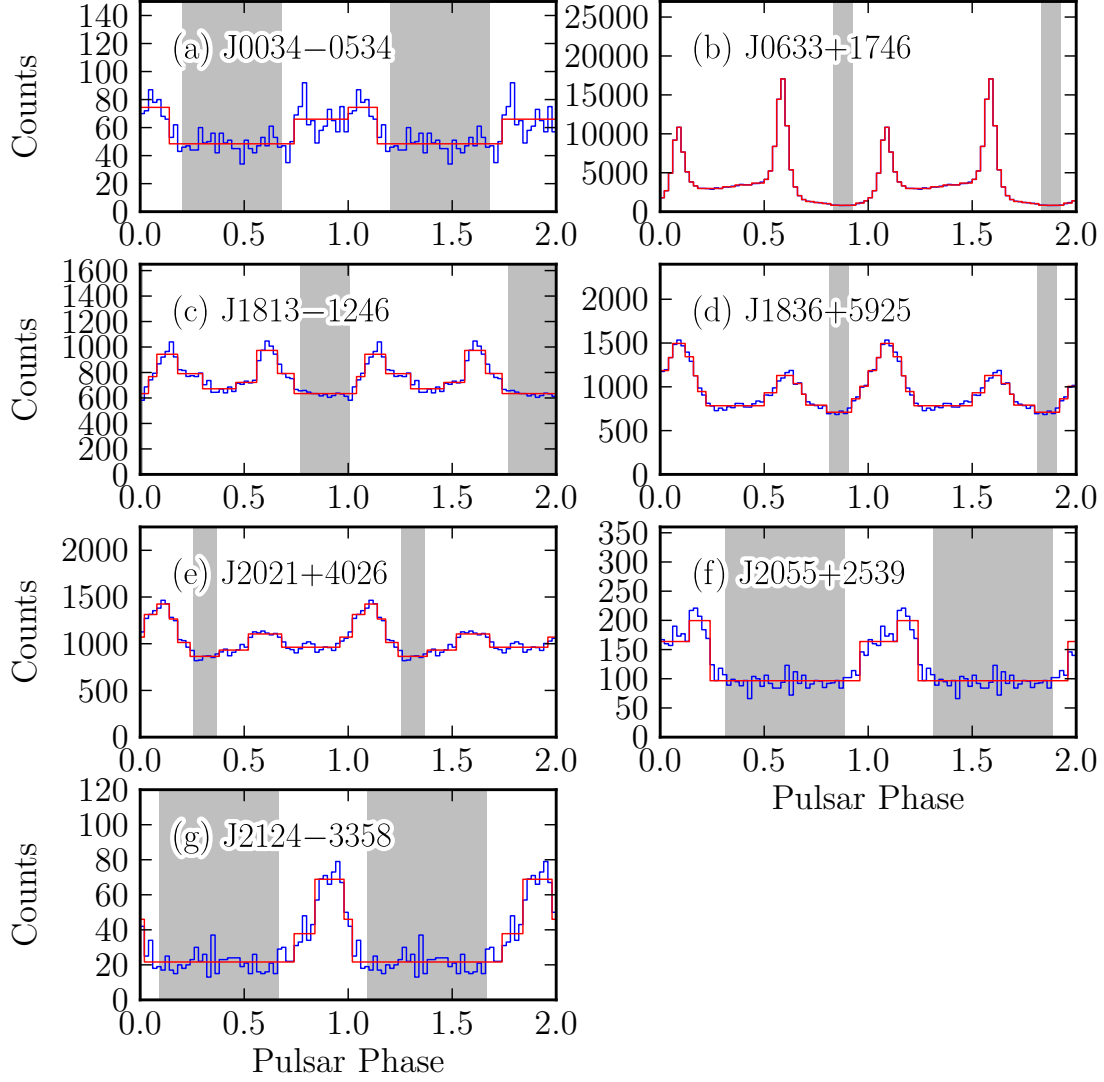 (a) J0034−0534
140
120
100
80
60
40
20
0
Counts
0.0 0.5 1.0 1.5 2.0
(b) J0633+1746
25000
20000
15000
10000
5000
0
0.0 0.5 1.0 1.5 2.0
(c) J1813−1246
1600
1400
1200
1000
800
600
400
200
0
Counts
0.0 0.5 1.0 1.5 2.0
(d) J1836+5925
2000
1500
1000
500
0
0.0 0.5 1.0 1.5 2.0
(e) J2021+4026
2000
1500
1000
500
0
Counts
0.0 0.5 1.0 1.5 2.0
(f) J2055+2539
350
300
250
200
150
100
50
0
0.0 0.5 1.0 1.5 2.0
Pulsar Phase
(g) J2124−3358
120
100
80
60
40
20
0
Counts
0.0 0.5 1.0 1.5 2.0
Pulsar Phase